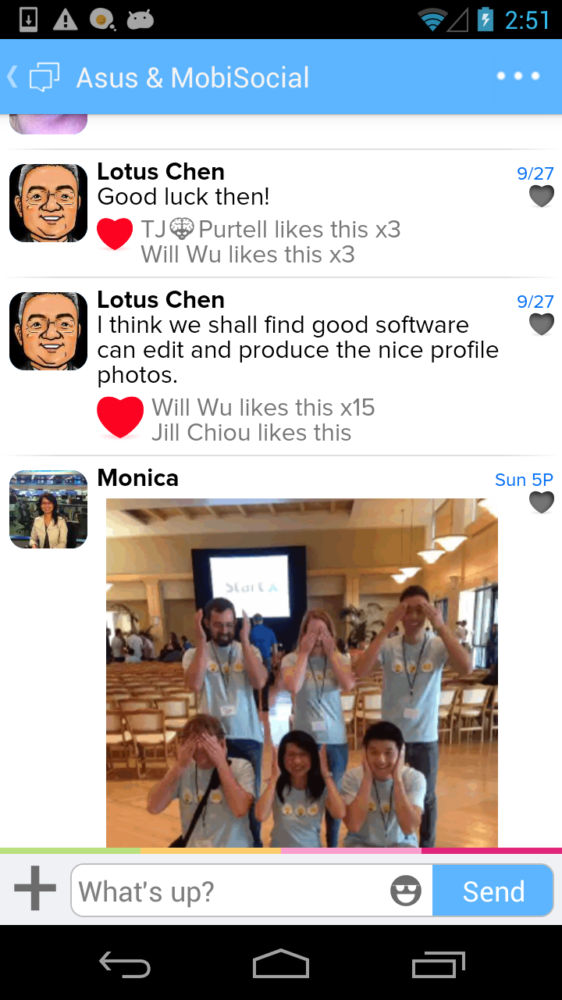 2:51
Asus & MobiSocial
Lotus Chen
9/27
Good luck then!
TJ Purtell likes this x3
Will Wu likes this x3
Lotus Chen
9/27
I think we shall find good software
can edit and produce the nice profile
photos.
Will Wu likes this x15
Jill Chiou likes this
Monica
Sun 5P
StartX
What's up?
Send